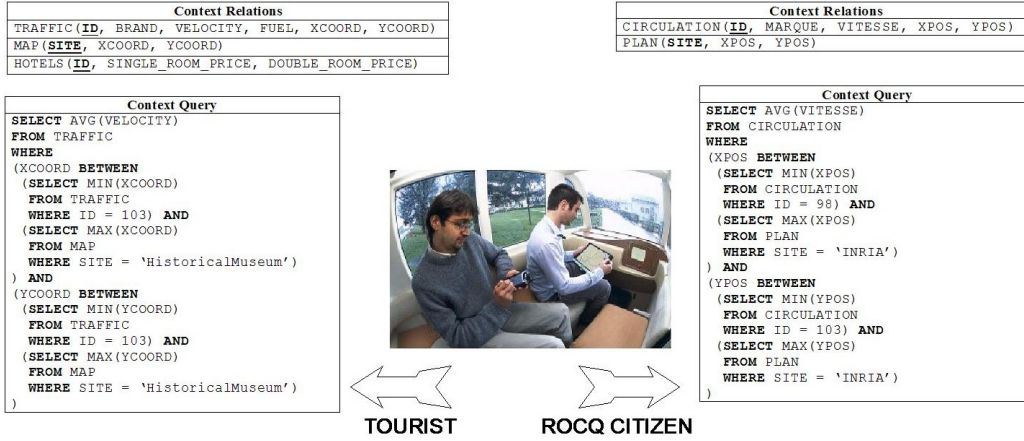 Context Relations
TRAFFIC(ID, BRAND, VELOCITY, FUEL, XCOORD, YCOORD)
MAP(SITE, XCOORD, YCOORD)
HOTELS(ID, SINGLE_ROOM_PRICE, DOUBLE_ROOM_PRICE)
Context Relations
CIRCULATION(ID, MARQUE, VITESSE, XPOS, YPOS)
PLAN(SITE, XPOS, YPOS)
Context Query
SELECT AVG(VELOCITY)
FROM TRAFFIC
WHERE
(XCOORD BETWEEN
(SELECT MIN(XCOORD)
FROM TRAFFIC
WHERE ID = 103) AND
(SELECT MAX(XCOORD)
FROM MAP
WHERE SITE = ‘HistoricalMuseum’)
) AND
(YCOORD BETWEEN
(SELECT MIN(YCOORD)
FROM TRAFFIC
WHERE ID = 103) AND
(SELECT MAX(YCOORD)
FROM MAP
WHERE SITE = ‘HistoricalMuseum’)
)
Context Query
SELECT AVG(VITESSE)
FROM CIRCULATION
WHERE
(XPOS BETWEEN
(SELECT MIN(XPOS)
FROM CIRCULATION
WHERE ID = 98) AND
(SELECT MAX(XPOS)
FROM PLAN
WHERE SITE = ‘INRIA’)
) AND
(YPOS BETWEEN
(SELECT MIN(YPOS)
FROM CIRCULATION
WHERE ID = 103) AND
(SELECT MAX(YPOS)
FROM PLAN
WHERE SITE = ‘INRIA’)
)
TOURIST
ROCQ CITIZEN